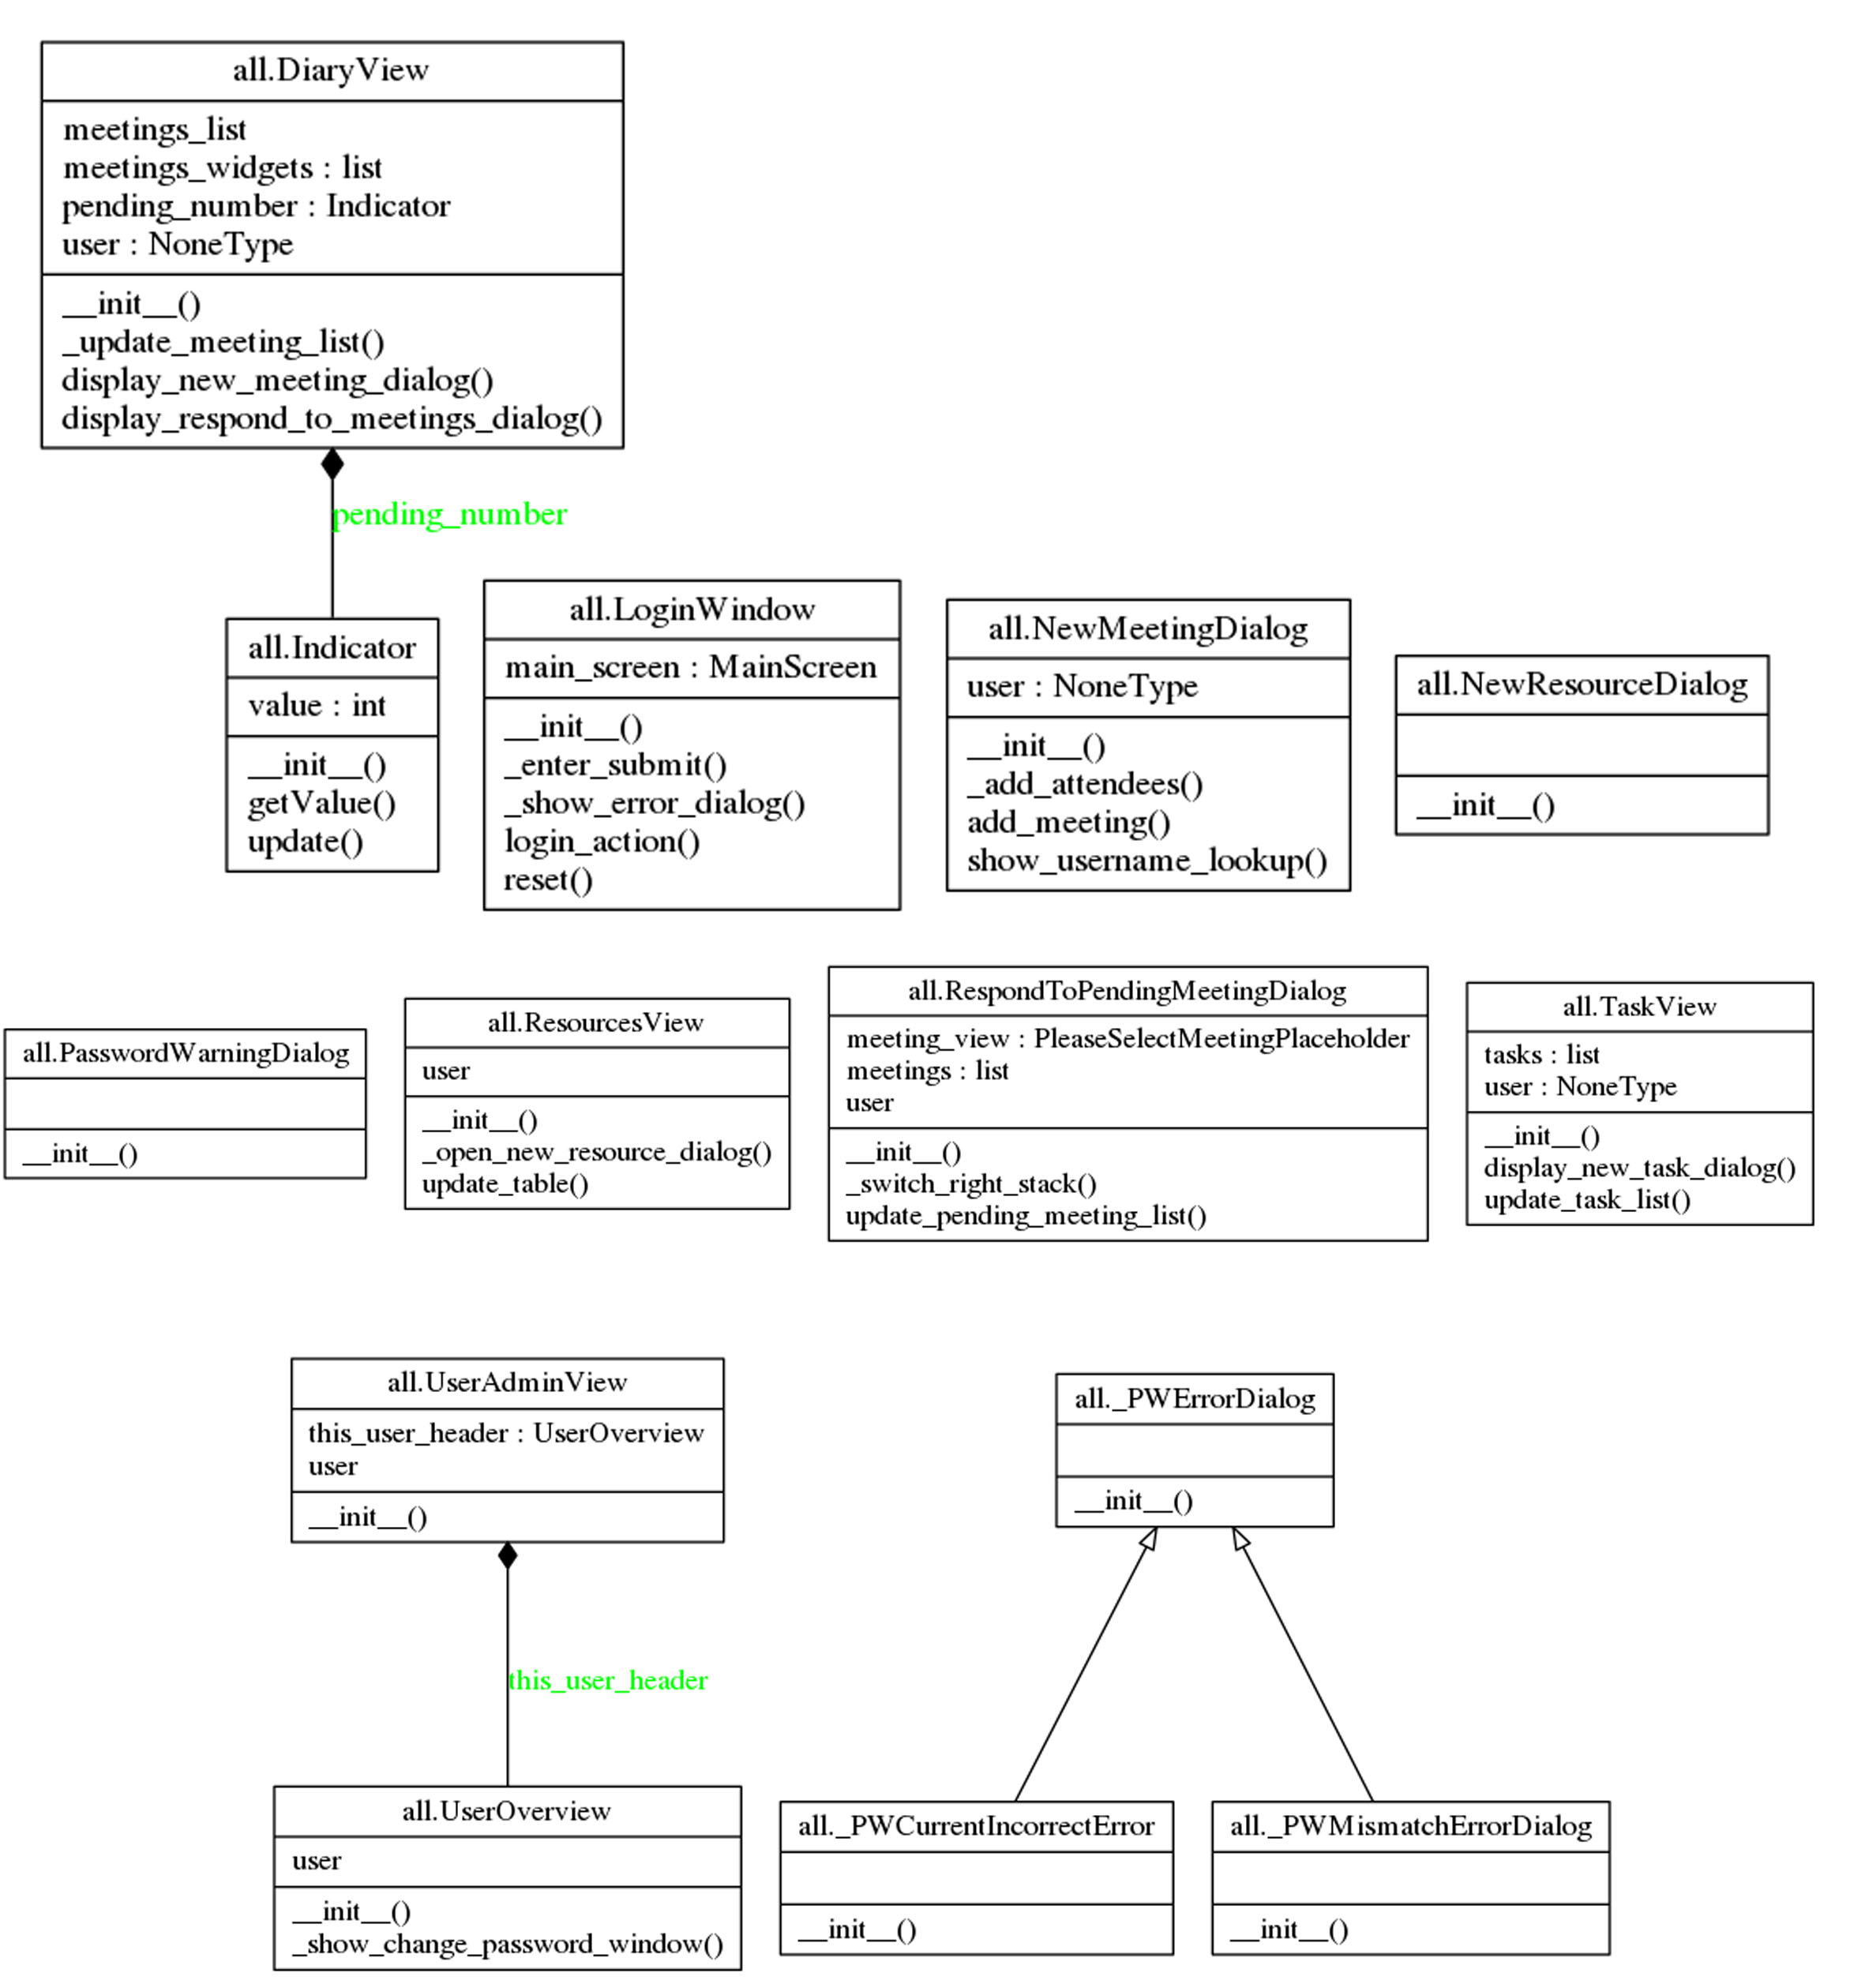 all.DiaryView
meetings_list
meetings_widgets : list
pending_number : Indicator
user : NoneType
__init__()
_update_meeting_list()
display_new_meeting_dialog()
display_respond_to_meetings_dialog()
pending_number
all.Indicator
value : int
__init__()
getValue()
update()
all.LoginWindow
main_screen : MainScreen
__init__()
_enter_submit()
_show_error_dialog()
login_action()
reset()
all.NewMeetingDialog
user : NoneType
__init__()
_add_attendees()
add_meeting()
show_username_lookup()
all.NewResourceDialog
__init__()
all.PasswordWarningDialog
__init__()
all.ResourcesView
user
__init__()
_open_new_resource_dialog()
update_table()
all.RespondToPendingMeetingDialog
meeting_view : PleaseSelectMeetingPlaceholder
meetings : list
user
__init__()
_switch_right_stack()
update_pending_meeting_list()
all.TaskView
tasks : list
user : NoneType
__init__()
display_new_task_dialog()
update_task_list()
all.UserAdminView
this_user_header : UserOverview
user
__init__()
all._PWErrorDialog
__init__()
this_user_header
all.UserOverview
user
__init__()
_show_change_password_window()
all._PWCurrentIncorrectError
__init__()
all._PWMismatchErrorDialog
__init__()